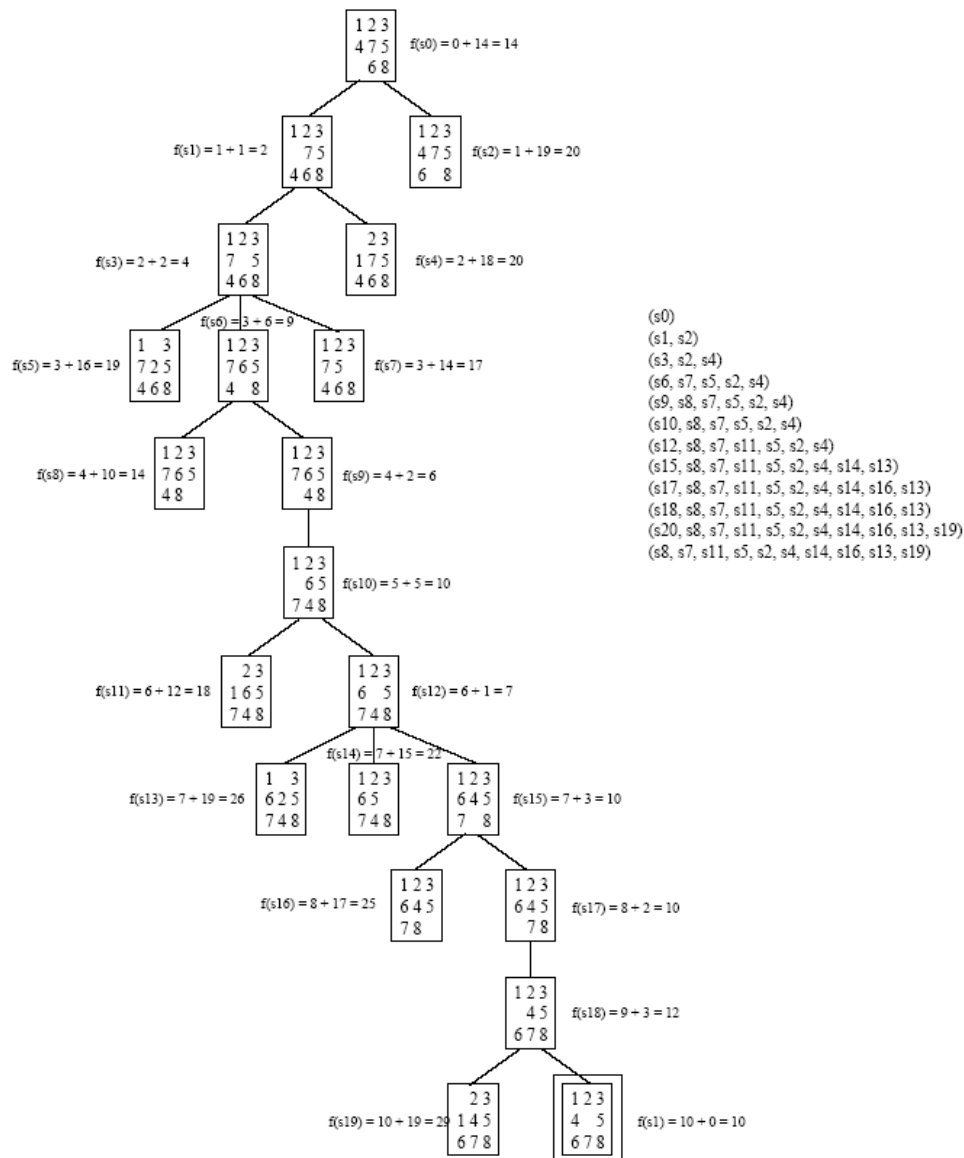 1 2 3
4 7 5
6 8
f(s0) = 0 + 14 = 14
f(s1) = 1 + 1 = 2
1 2 3
7 5
4 6 8
1 2 3
4 7 5
6 8
f(s2) = 1 + 19 = 20
f(s3) = 2 + 2 = 4
1 2 3
7 5
4 6 8
2 3
1 7 5
4 6 8
f(s4) = 2 + 18 = 20
f(s6) = 3 + 6 = 9
f(s5) = 3 + 16 = 19
1 3
7 2 5
4 6 8
1 2 3
7 6 5
4 8
1 2 3
7 5
4 6 8
f(s7) = 3 + 14 = 17
f(s8) = 4 + 10 = 14
1 2 3
7 6 5
4 8
1 2 3
7 6 5
4 8
f(s9) = 4 + 2 = 6
1 2 3
6 5
7 4 8
f(s10) = 5 + 5 = 10
f(s11) = 6 + 12 = 18
2 3
1 6 5
7 4 8
1 2 3
6 5
7 4 8
f(s12) = 6 + 1 = 7
f(s14) = 7 + 15 = 22
f(s13) = 7 + 19 = 26
1 3
6 2 5
7 4 8
1 2 3
6 5
7 4 8
1 2 3
6 4 5
7 8
f(s15) = 7 + 3 = 10
f(s16) = 8 + 17 = 25
1 2 3
6 4 5
7 8
1 2 3
6 4 5
7 8
f(s17) = 8 + 2 = 10
1 2 3
4 5
6 7 8
f(s18) = 9 + 3 = 12
f(s19) = 10 + 19 = 29
2 3
1 4 5
6 7 8
1 2 3
4 5
6 7 8
f(s1) = 10 + 0 = 10
(s0)
(s1, s2)
(s3, s2, s4)
(s6, s7, s5, s2, s4)
(s9, s8, s7, s5, s2, s4)
(s10, s8, s7, s5, s2, s4)
(s12, s8, s7, s11, s5, s2, s4)
(s15, s8, s7, s11, s5, s2, s4, s14, s13)
(s17, s8, s7, s11, s5, s2, s4, s14, s16, s13)
(s18, s8, s7, s11, s5, s2, s4, s14, s16, s13)
(s20, s8, s7, s11, s5, s2, s4, s14, s16, s13, s19)
(s8, s7, s11, s5, s2, s4, s14, s16, s13, s19)